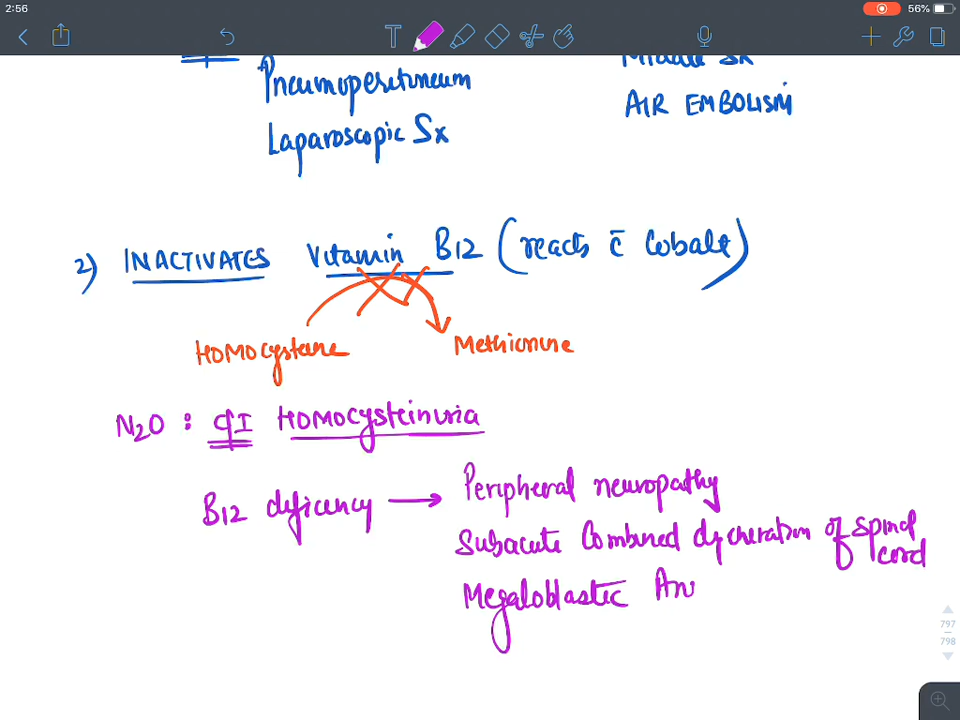 2:56
56%
T
Pneumoperitoneum
AIR EMBOLISM
Laparoscopic Sx
2) INACTIVATES Vitamin B12 (reacts c̄ Cobalt)
Homocysteine Methionine
N2O : CI Homocysteinuria
B12 deficency → Peripheral neuropathy
Subacute Combined degeneration of spinal cord
Megaloblastic An
797
798